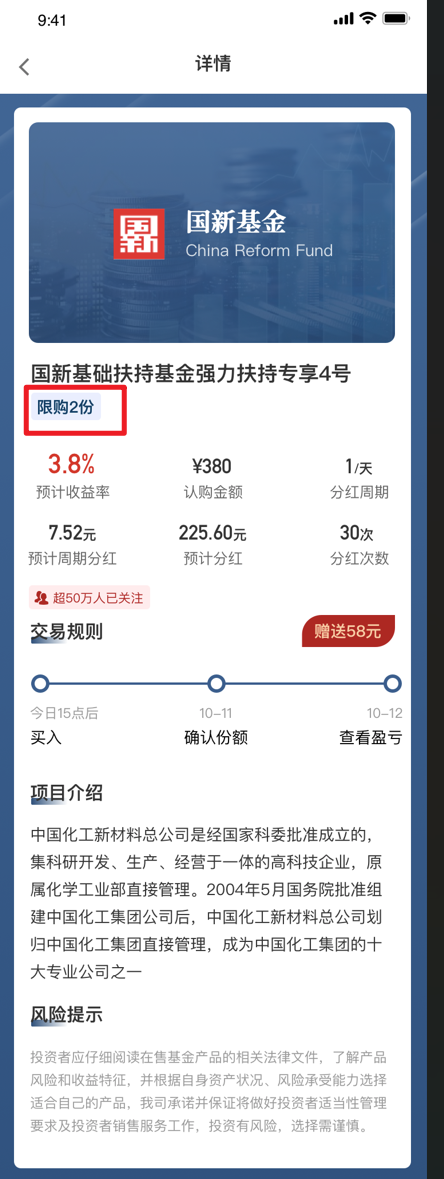 9:41
详情
国新
国新基金
China Reform Fund
国新基础扶持基金强力扶持专享4号
限购2份
3.8% ¥380 1/天
预计收益率 认购金额 分红周期
7.52元 225.60元 30次
预计周期分红 预计分红 分红次数
超50万人已关注
交易规则 赠送58元
今日15点后 10-11 10-12
买入 确认份额 查看盈亏
项目介绍
中国化工新材料总公司是经国家科委批准成立的，
集科研开发、生产、经营于一体的高科技企业，原
属化学工业部直接管理。2004年5月国务院批准组
建中国化工集团公司后，中国化工新材料总公司划
归中国化工集团直接管理，成为中国化工集团的十
大专业公司之一
风险提示
投资者应仔细阅读在售基金产品的相关法律文件，了解产品
风险和收益特征，并根据自身资产状况、风险承受能力选择
适合自己的产品，我司承诺并保证将做好投资者适当性管理
要求及投资者销售服务工作，投资有风险，选择需谨慎。